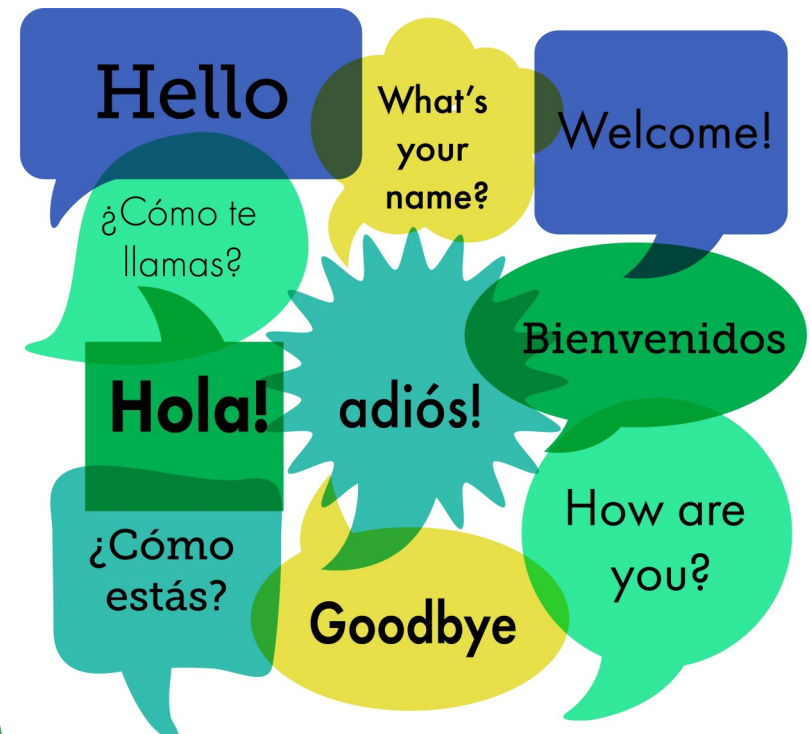 Hello
What's
your
name?
Welcome!
¿Cómo te
llamas?
Bienvenidos
Hola!
adiós!
How are
you?
¿Cómo
estás?
Goodbye